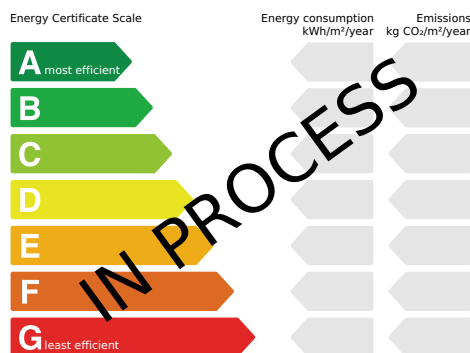 Energy Certificate Scale
Energy consumption
kWh/m²/year
Emissions
kg CO₂/m²/year
A most efficient
B
C
D
E
F
G least efficient
IN PROCESS